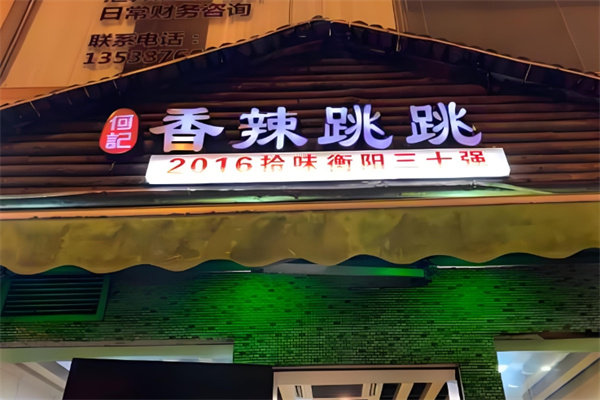 日常财务咨询
联系电话：
何記
香辣跳跳
2016拾味衡阳三十强